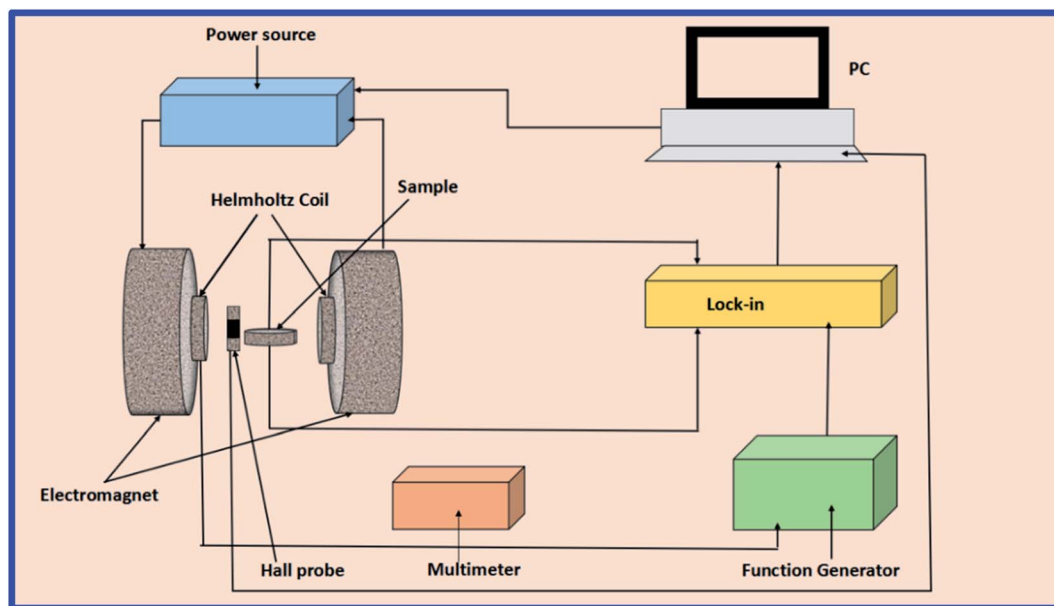 Power source
PC
Sample
Helmholtz Coil
Lock-in
Electromagnet
Hall probe
Multimeter
Function Generator